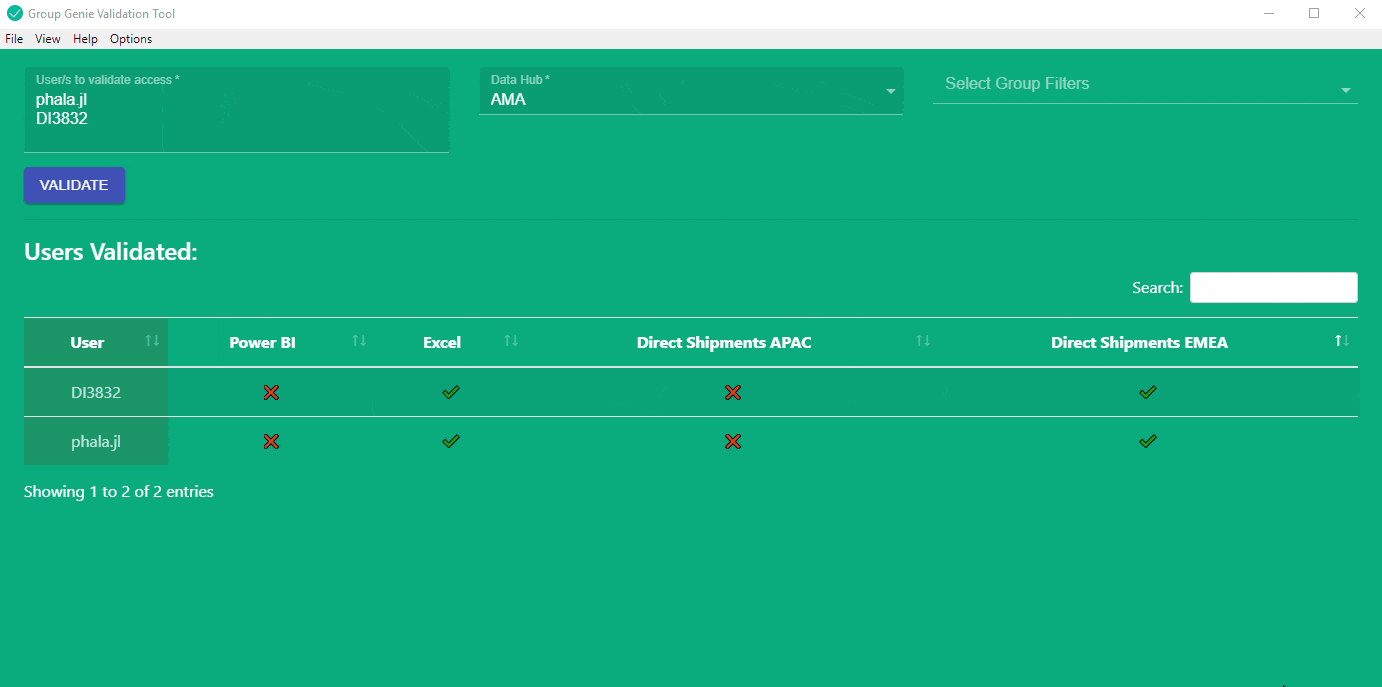 Group Genie Validation Tool
File View Help Options
User/s to validate access *
phala.jl
DI3832
Data Hub *
AMA
Select Group Filters
VALIDATE
Users Validated:
Search:
User Power BI Excel Direct Shipments APAC Direct Shipments EMEA
DI3832
phala.jl
Showing 1 to 2 of 2 entries